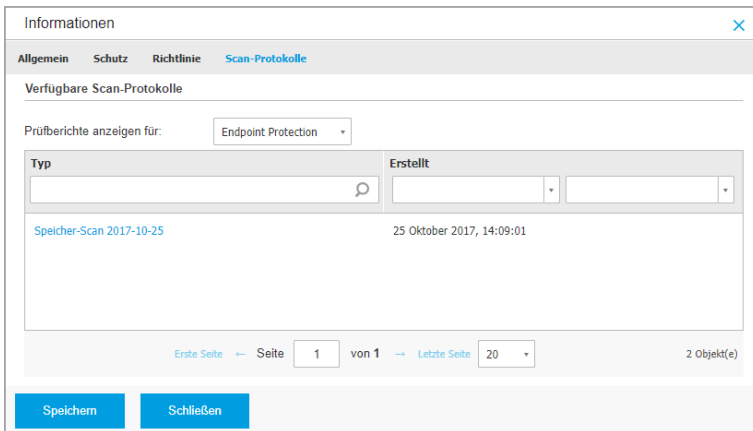 Informationen
Allgemein Schutz Richtlinie Scan-Protokolle
Verfügbare Scan-Protokolle
Prüfberichte anzeigen für: Endpoint Protection
Typ Erstellt
Speicher-Scan 2017-10-25 25 Oktober 2017, 14:09:01
Erste Seite ← Seite 1 von 1 → Letzte Seite 20 2 Objekt(e)
Speichern Schließen